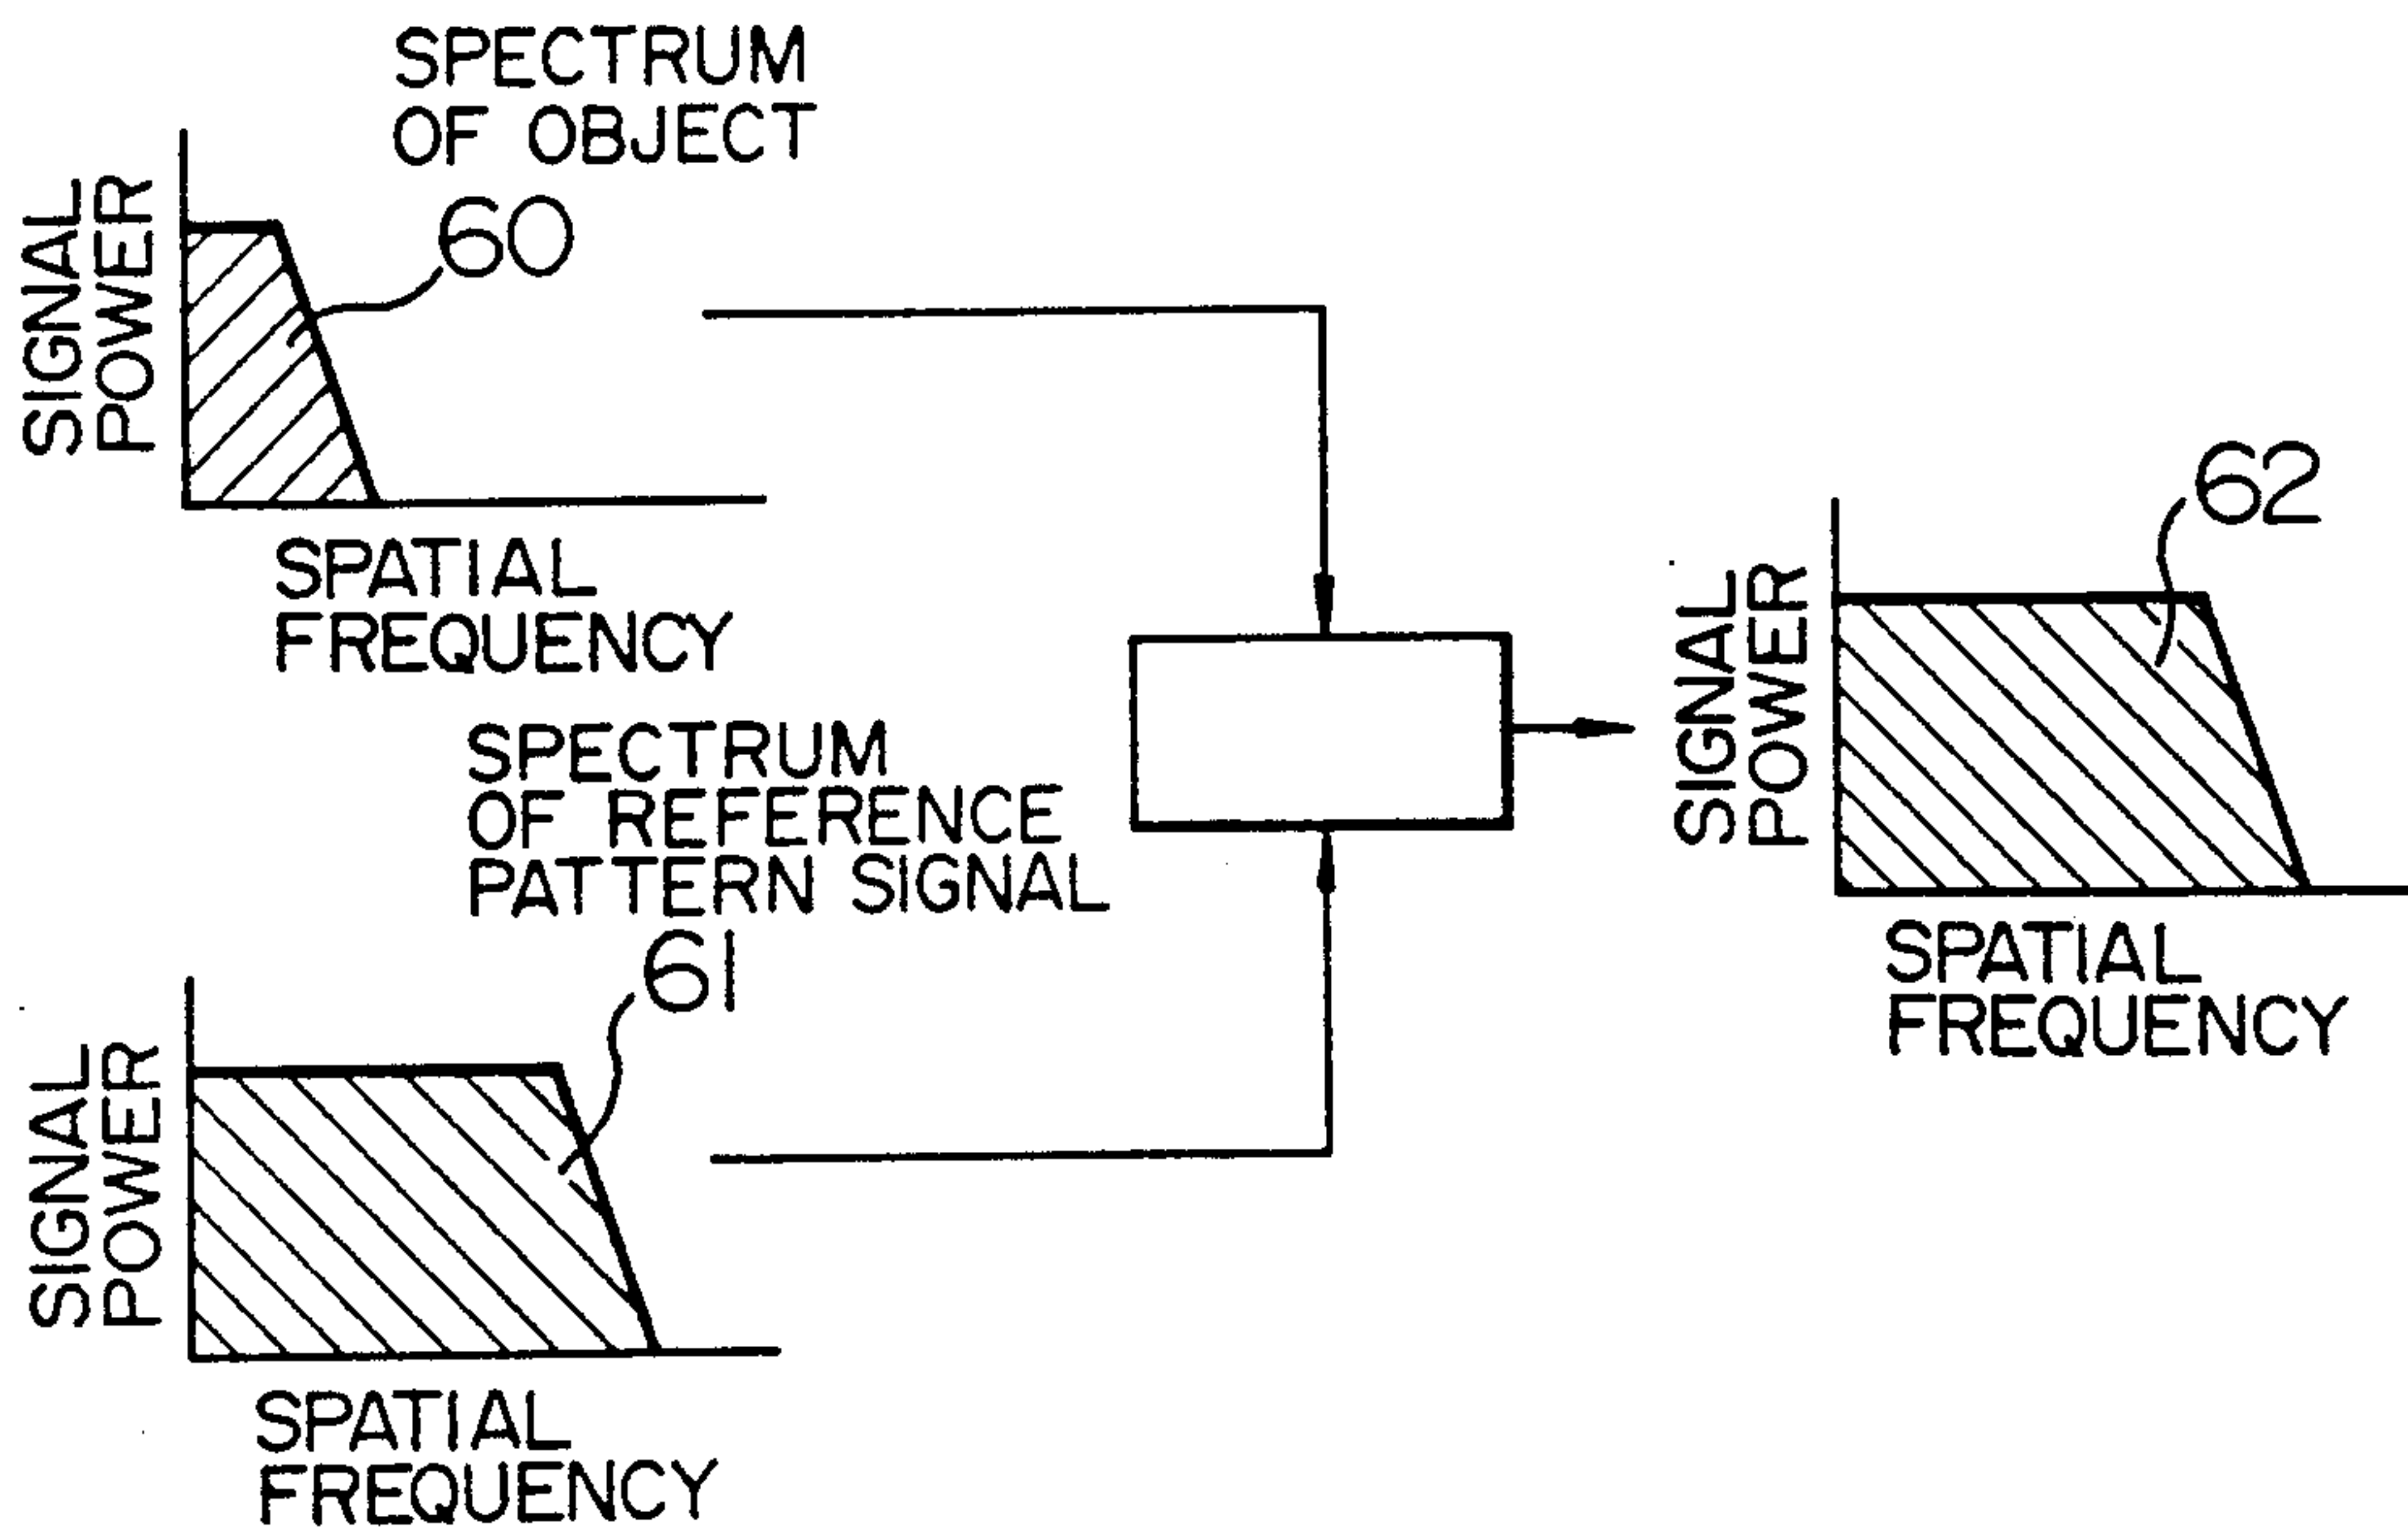 SPECTRUM
OF OBJECT
SIGNAL
POWER
60
SPATIAL
FREQUENCY
SPECTRUM
OF REFERENCE
PATTERN SIGNAL
61
SIGNAL
POWER
SPATIAL
FREQUENCY
62
SIGNAL
POWER
SPATIAL
FREQUENCY